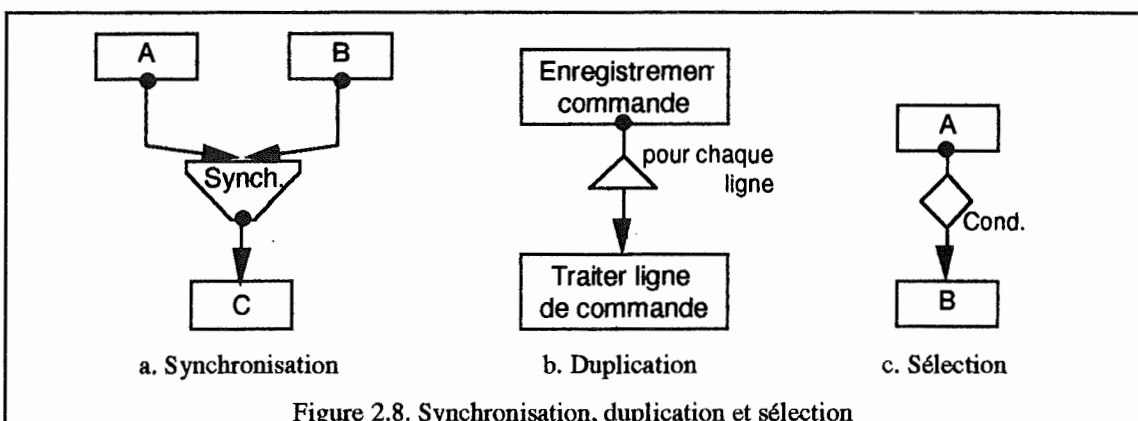 A
B
Synch.
C
a. Synchronisation
Enregistremen
commande
pour chaque
ligne
Traiter ligne
de commande
b. Duplication
A
Cond.
B
c. Sélection
Figure 2.8. Synchronisation, duplication et sélection